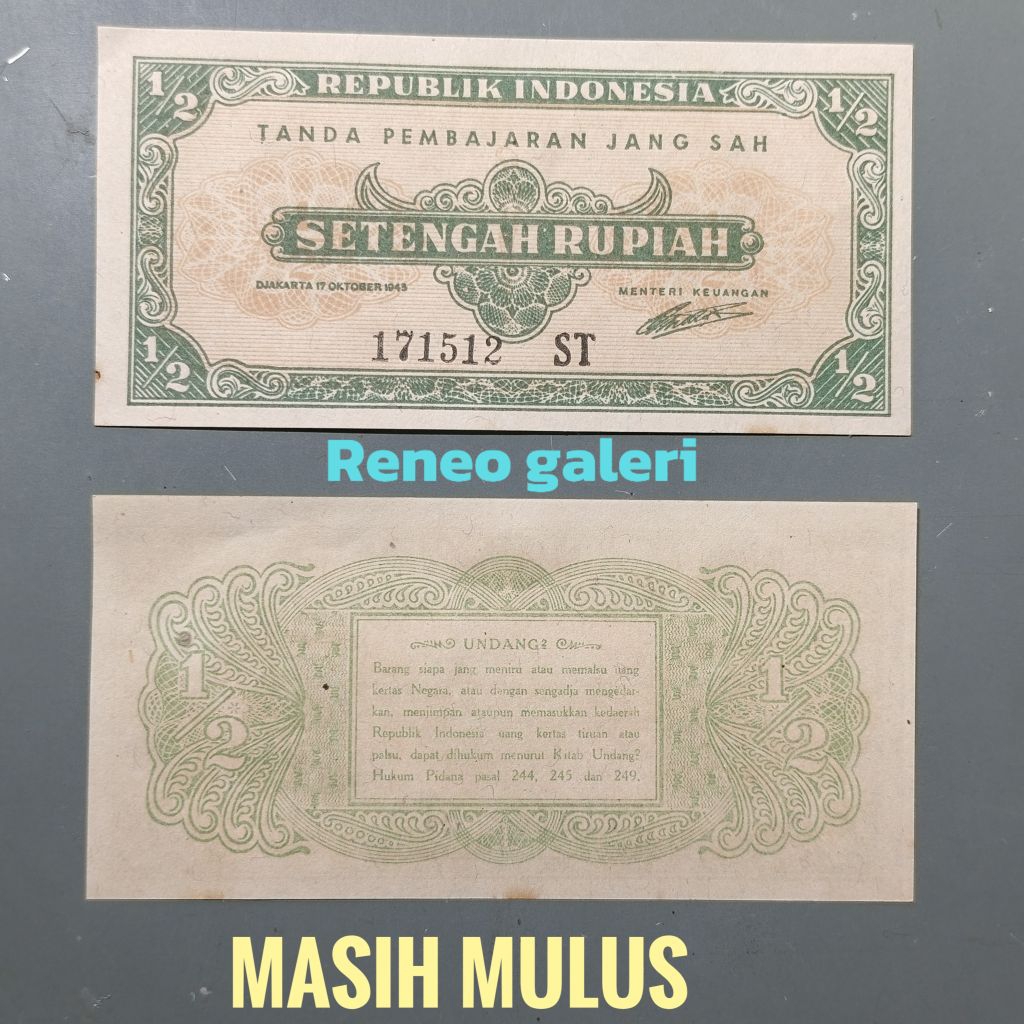 1/2
REPUBLIK INDONESIA
1/2
TANDA PEMBAJARAN JANG SAH
SETENGAH RUPIAH
DJAKARTA 17 OKTOBER 1945
MENTERI KEUANGAN
171512 ST
1/2
1/2
Reneo galeri
UNDANG2
Barang siapa jang meniru atau memalsu uang
kertas Negara, atau dengan sengadja mengedar-
kan, menjimpan ataupun memasukkan kedaerah
Republik Indonesia uang kertas tiruan atau
palsu, dapat dihukum menurut Kitab Undang2
Hukum Pidana pasal 244, 245 dan 249.
1/2
1/2
MASIH MULUS